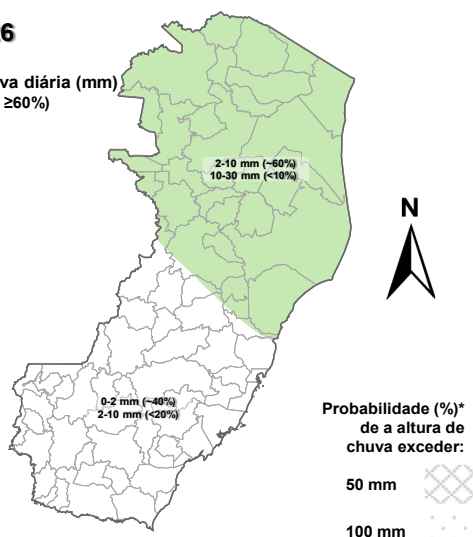 6
va diária (mm)
≥60%)
2-10 mm (~60%)
10-30 mm (<10%)
N
0-2 mm (~40%)
2-10 mm (<20%)
Probabilidade (%)*
de a altura de
chuva exceder:
50 mm
100 mm